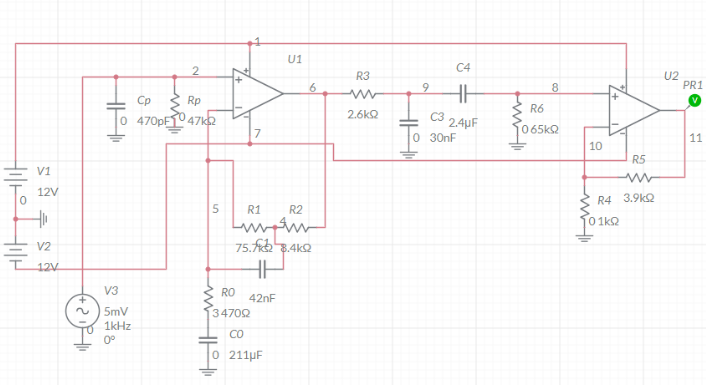 1
U1
2
6
R3
9
C4
8
U2
PR1
V
Cp
0
470pF
Rp
0
47kΩ
2.6kΩ
C3
0
30nF
2.4µF
R6
0
65kΩ
7
10
11
V1
12V
0
V2
12V
5
R1
75.7kΩ
4
R2
8.4kΩ
C1
42nF
R5
3.9kΩ
R4
0
1kΩ
V3
5mV
1kHz
0°
0
R0
3
470Ω
C0
0
211µF
+
−
+
−
+
−